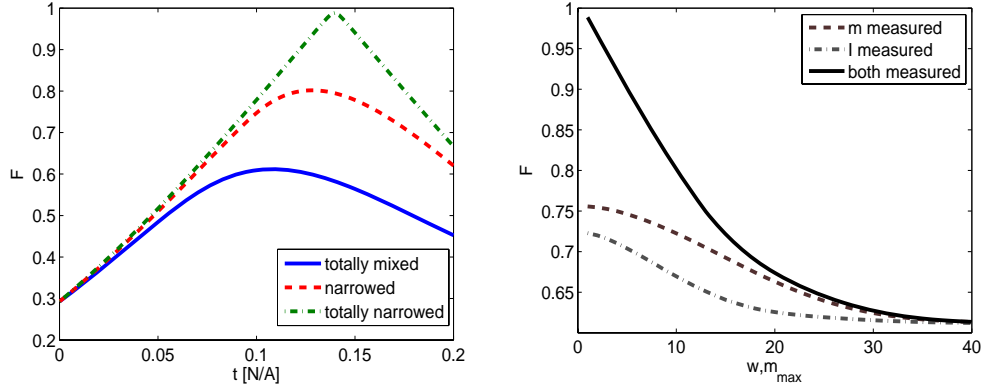 1
0.9
0.8
0.7
0.6
0.5
0.4
0.3
0.2
0
0.05
0.1
0.15
0.2
F
t [N/A]
totally mixed
narrowed
totally narrowed
1
0.95
0.9
0.85
0.8
0.75
0.7
0.65
0
10
20
30
40
F
w,m_max
m measured
l measured
both measured